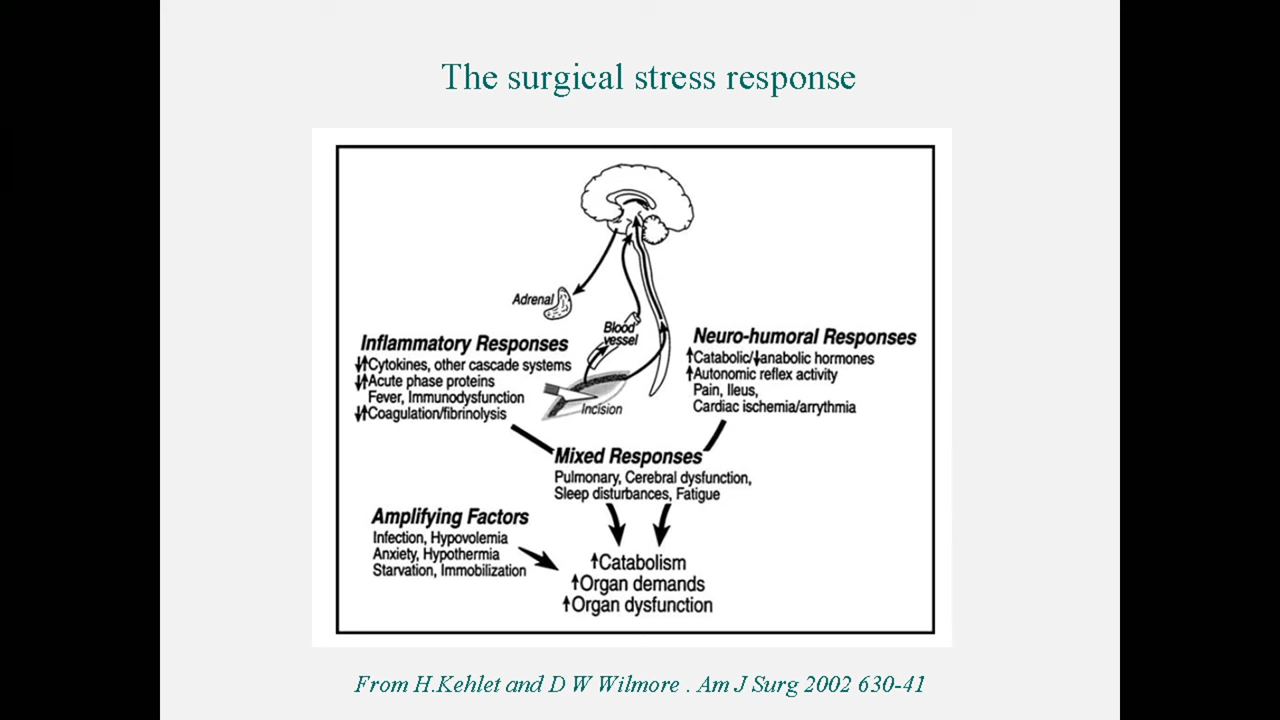 The surgical stress response
Adrenal
Blood
vessel
Incision
Inflammatory Responses
↓↑Cytokines, other cascade systems
↓↑Acute phase proteins
Fever, Immunodysfunction
↓↑Coagulation/fibrinolysis
Neuro-humoral Responses
↑Catabolic/↓anabolic hormones
↑Autonomic reflex activity
Pain, Ileus,
Cardiac ischemia/arrythmia
Mixed Responses
Pulmonary, Cerebral dysfunction,
Sleep disturbances, Fatigue
Amplifying Factors
Infection, Hypovolemia
Anxiety, Hypothermia
Starvation, Immobilization
↑Catabolism
↑Organ demands
↑Organ dysfunction
From H.Kehlet and D W Wilmore . Am J Surg 2002 630-41